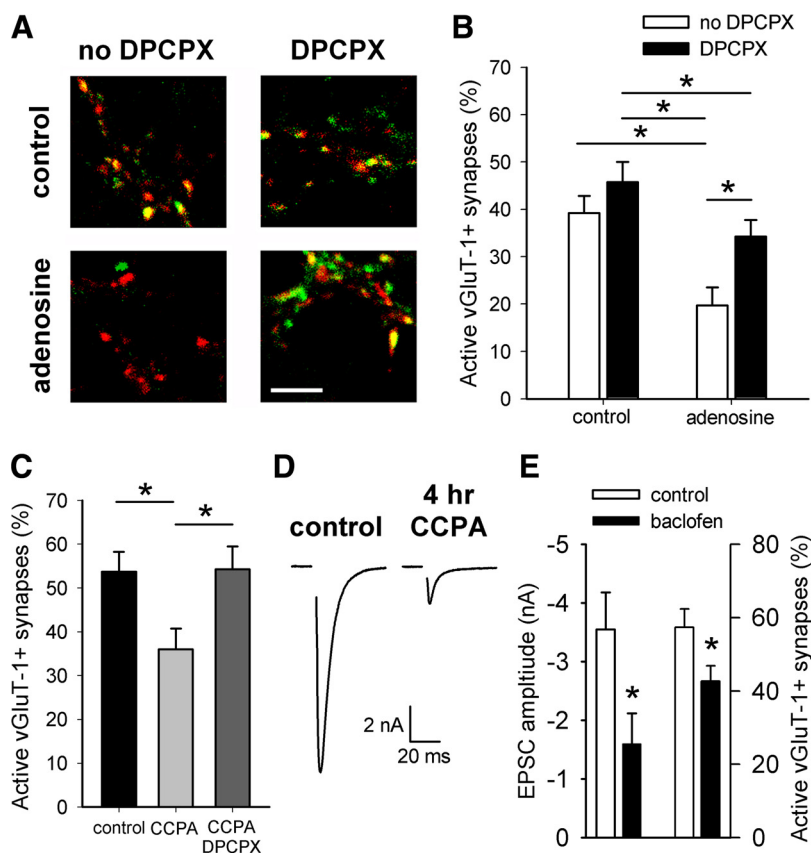 A
no DPCPX
DPCPX
control
adenosine
B
no DPCPX
DPCPX
Active vGluT-1+ synapses (%)
70
60
50
40
30
20
10
0
*
*
*
*
control
adenosine
C
Active vGluT-1+ synapses (%)
70
60
50
40
30
20
10
0
*
*
control
CCPA
CCPA
DPCPX
D
control
4 hr
CCPA
2 nA
20 ms
E
control
baclofen
EPSC ampltiude (nA)
-5
-4
-3
-2
-1
0
*
*
80
60
40
20
0
Active vGluT-1+ synapses (%)